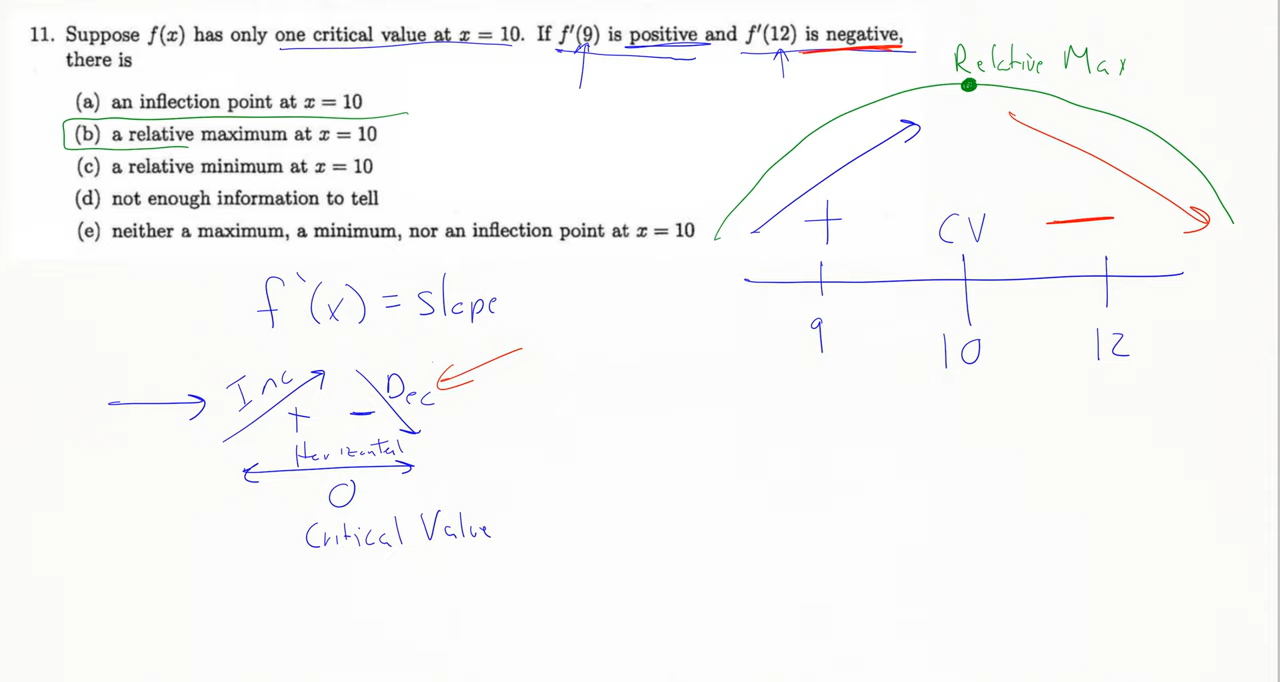 11. Suppose f(x) has only one critical value at x = 10. If f′(9) is positive and f′(12) is negative,
there is
(a) an inflection point at x = 10
(b) a relative maximum at x = 10
(c) a relative minimum at x = 10
(d) not enough information to tell
(e) neither a maximum, a minimum, nor an inflection point at x = 10
Relative Max
+ CV −
9 10 12
f`(x) = slope
Inc Dec
+ −
Horizontal
0
Critical Value